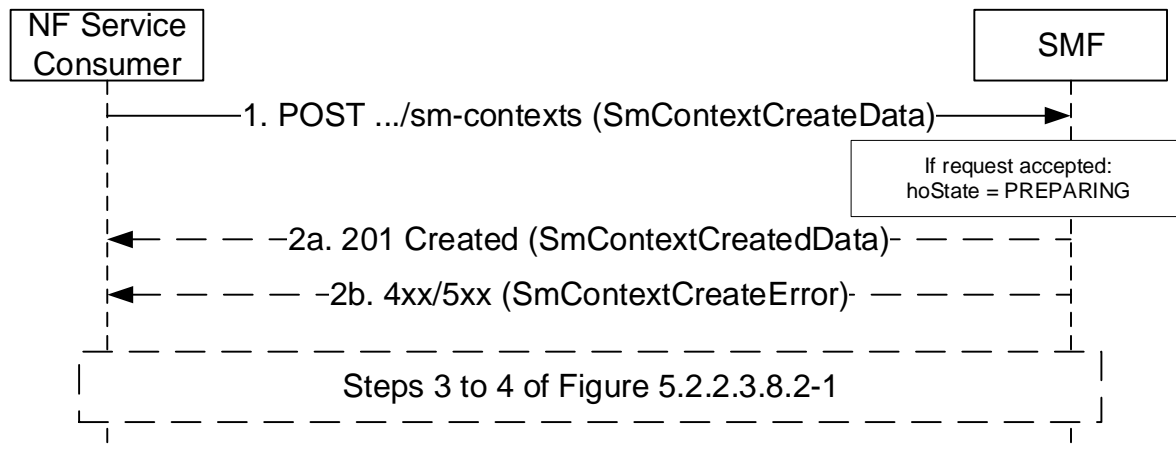 NF Service
Consumer
SMF
1. POST .../sm-contexts (SmContextCreateData)
If request accepted:
hoState = PREPARING
2a. 201 Created (SmContextCreatedData)
2b. 4xx/5xx (SmContextCreateError)
Steps 3 to 4 of Figure 5.2.2.3.8.2-1